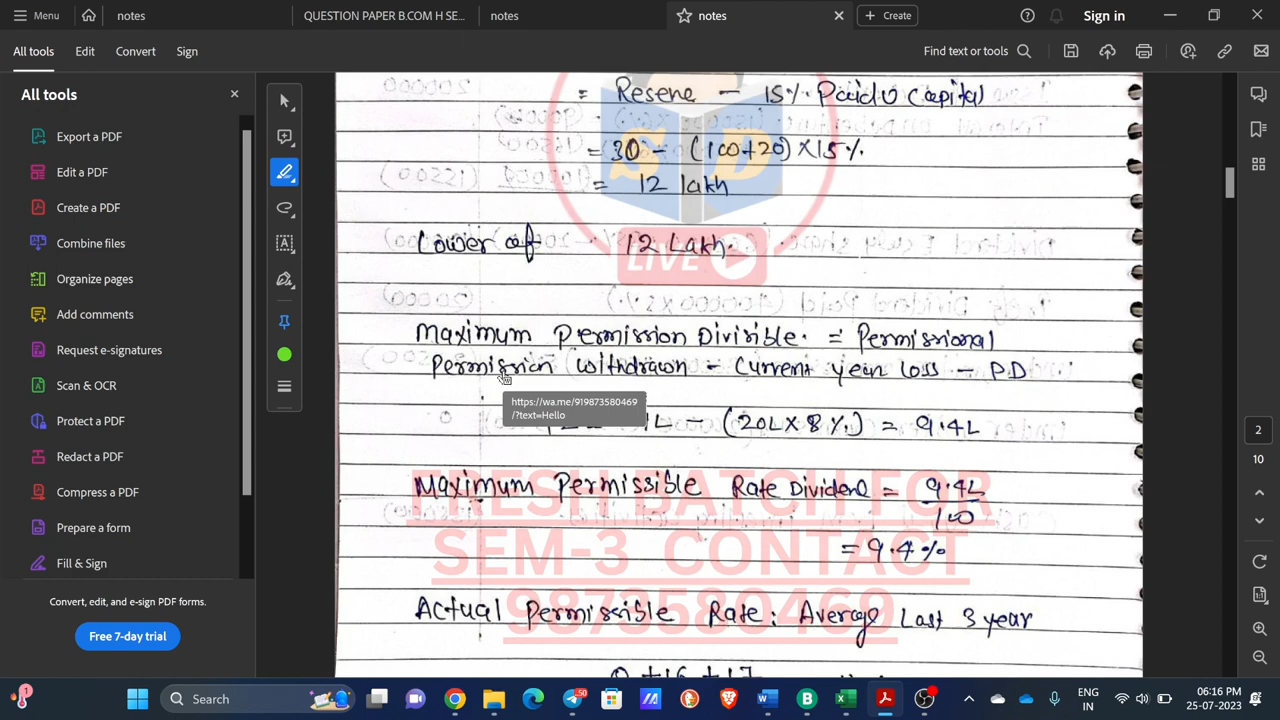 Menu
notes
QUESTION PAPER B.COM H SE...
notes
notes
Create
Sign in
All tools
Edit
Convert
Sign
Find text or tools
All tools
Export a PDF
Edit a PDF
Create a PDF
Combine files
Organize pages
Add comments
Request e-signatures
Scan & OCR
Protect a PDF
Redact a PDF
Compress a PDF
Prepare a form
Fill & Sign
Convert, edit and e-sign PDF forms.
Free 7-day trial
= Reserve - 15% Paid U Capital
= 30 - (100+20) X 15%
= 12 lakh
Lower of 12 Lakh.
LIVE
Maximum Permission Divisible. = Permissional
Permission withdrawn - Current year loss - P.D
https://wa.me/919873580469
/?text=Hello
L - (20L X 8%) = 9.4L
Maximum Permissible Rate Dividend = 9.4L
100
= 9.4%
FRESH BATCH FOR
SEM-3 CONTACT
9873580469
Actual Permissible Rate: Average Last 3 year
2
10
Search
50
ENG
IN
06:16 PM
25-07-2023